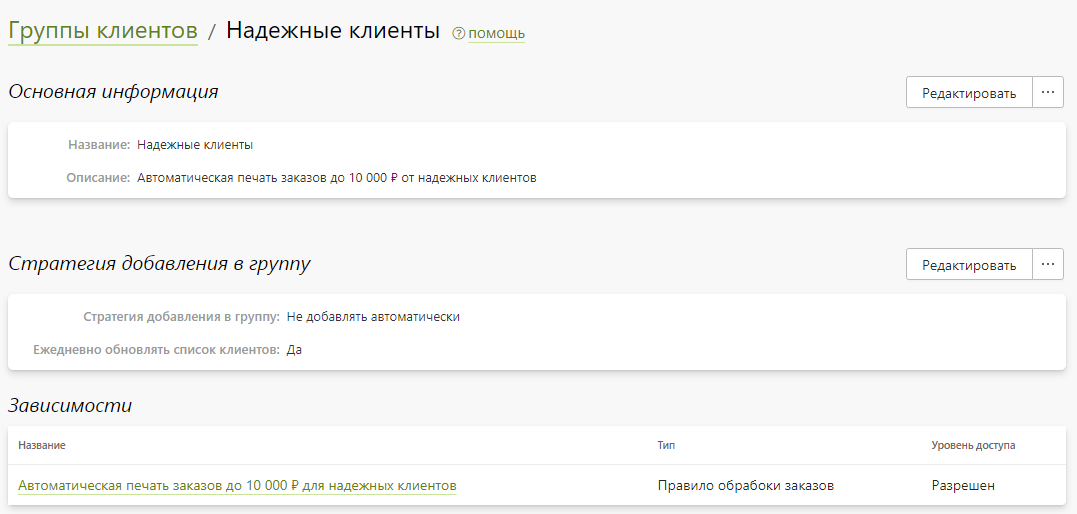 Группы клиентов / Надежные клиенты ? помощь
Основная информация
Редактировать ...
Название: Надежные клиенты
Описание: Автоматическая печать заказов до 10 000 ₽ от надежных клиентов
Стратегия добавления в группу
Редактировать ...
Стратегия добавления в группу: Не добавлять автоматически
Ежедневно обновлять список клиентов: Да
Зависимости
Название Тип Уровень доступа
Автоматическая печать заказов до 10 000 ₽ для надежных клиентов Правило обрабоки заказов Разрешен